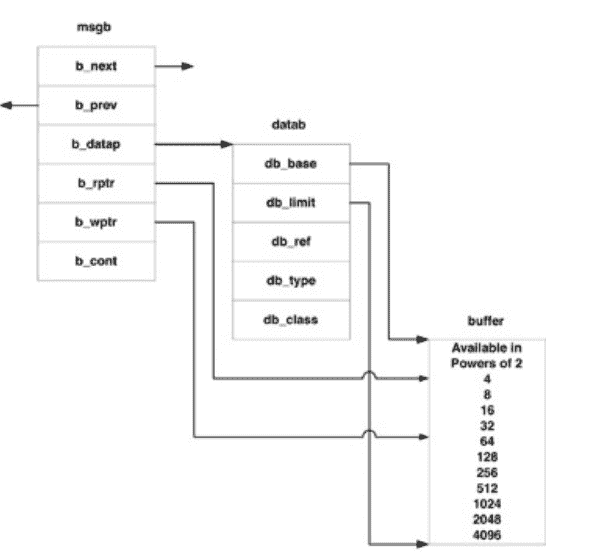 msgb
b_next
b_prev
b_datap
b_rptr
b_wptr
b_cont
datab
db_base
db_limit
db_ref
db_type
db_class
buffer
Available in
Powers of 2
4
8
16
32
64
128
256
512
1024
2048
4096